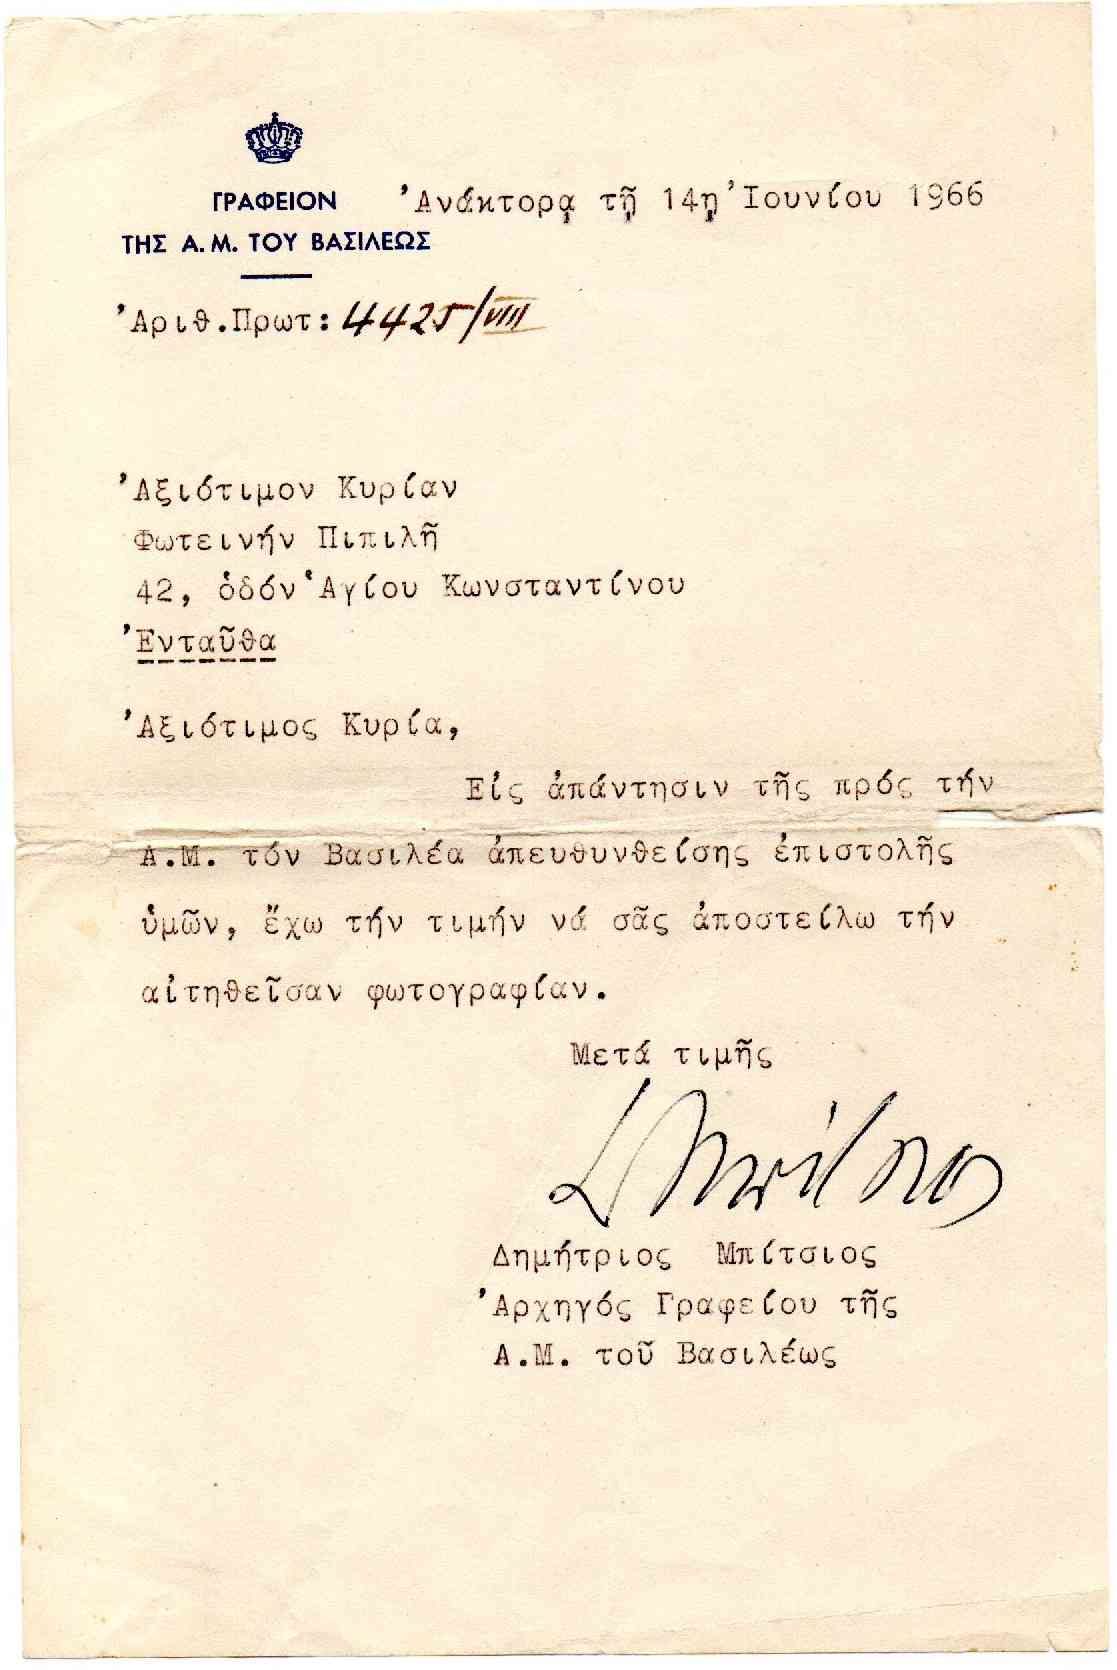 ΓΡΑΦΕΙΟΝ
ΤΗΣ Α.Μ. ΤΟΥ ΒΑΣΙΛΕΩΣ
Ἀνάκτορα τῇ 14η Ἰουνίου 1966
Ἀριθ.Πρωτ: 4425/VIII
Ἀξιότιμον Κυρίαν
Φωτεινήν Πιπιλῆ
42, ὁδόν Ἁγίου Κωνσταντίνου
Ἐνταῦθα
Ἀξιότιμος Κυρία,
Εἰς ἀπάντησιν τῆς πρός τήν
Α.Μ. τόν Βασιλέα ἀπευθυνθείσης ἐπιστολῆς
ὑμῶν, ἔχω τήν τιμήν νά σᾶς ἀποστείλω τήν
αἰτηθεῖσαν φωτογραφίαν.
Μετά τιμῆς
Δημήτριος Μπίτσιος
Ἀρχηγός Γραφείου τῆς
Α.Μ. τοῦ Βασιλέως